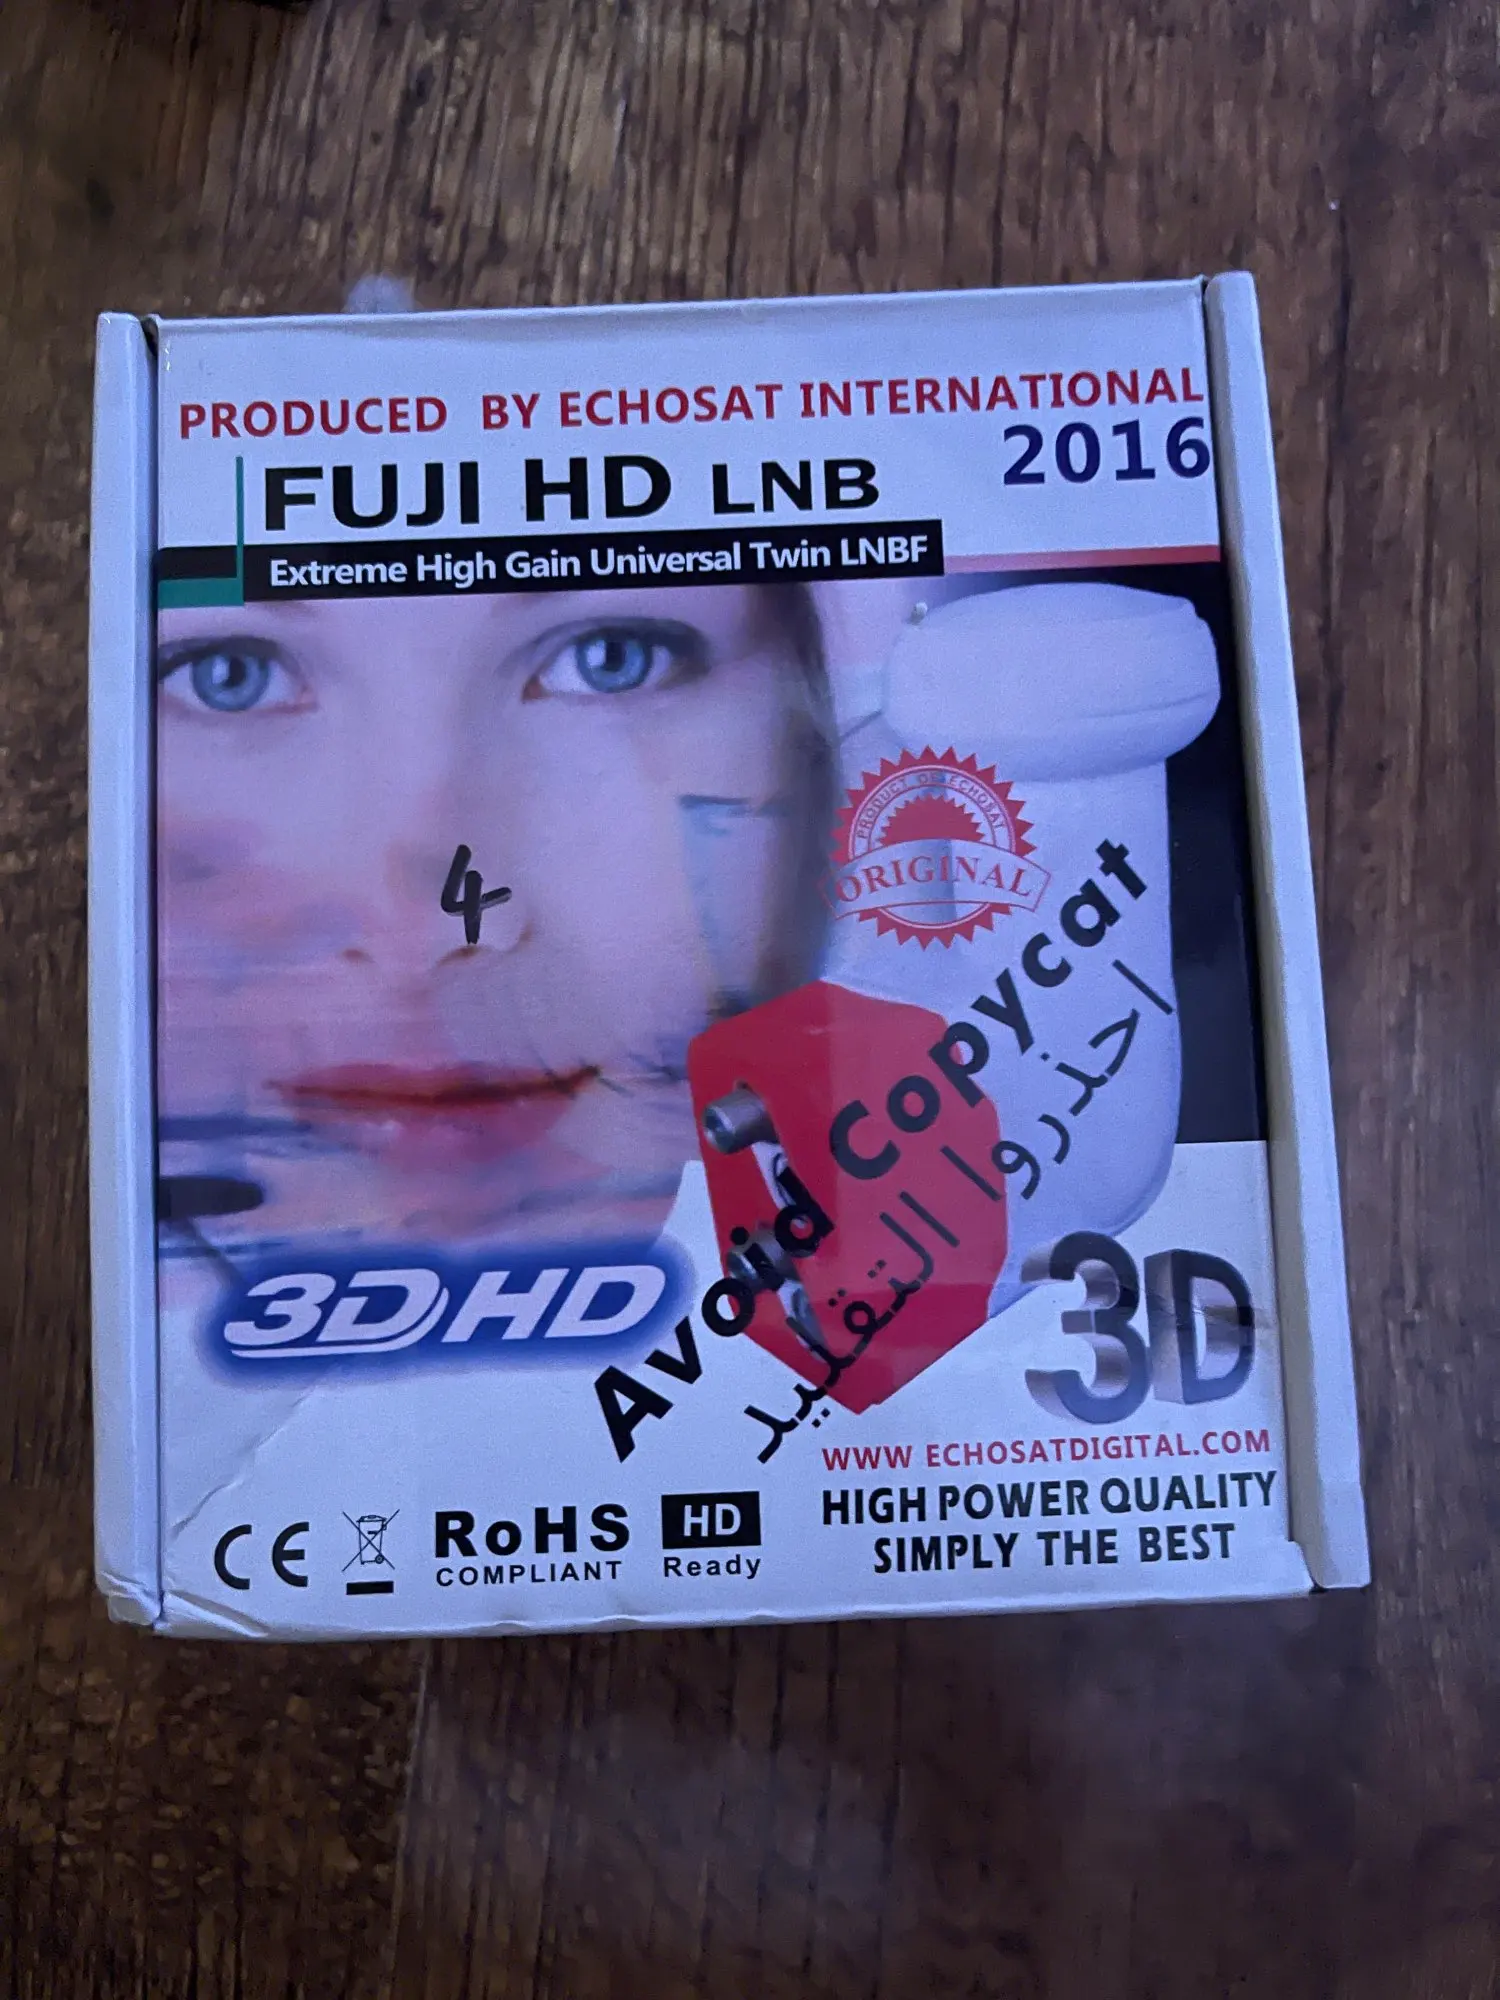 PRODUCED BY ECHOSAT INTERNATIONAL
2016
FUJI HD LNB
Extreme High Gain Universal Twin LNBF
PRODUCT OF ECHOSAT
ORIGINAL
4
Avoid Copycat
احذروا التقليد
3D HD
3D
WWW ECHOSATDIGITAL.COM
HIGH POWER QUALITY
SIMPLY THE BEST
CE
RoHS
COMPLIANT
HD
Ready